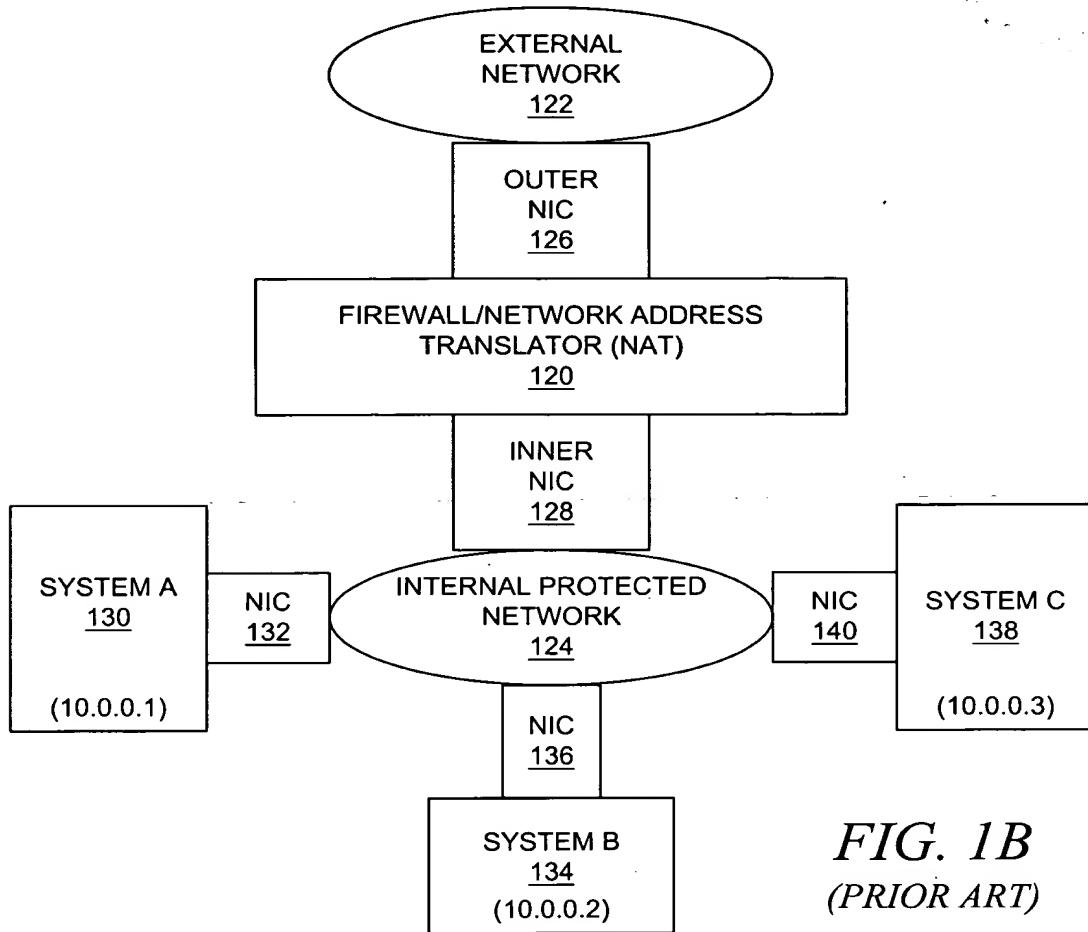 EXTERNAL
NETWORK
122
OUTER
NIC
126
FIREWALL/NETWORK ADDRESS
TRANSLATOR (NAT)
120
INNER
NIC
128
SYSTEM A
130
(10.0.0.1)
NIC
132
INTERNAL PROTECTED
NETWORK
124
NIC
140
SYSTEM C
138
(10.0.0.3)
NIC
136
SYSTEM B
134
(10.0.0.2)
FIG. 1B
(PRIOR ART)